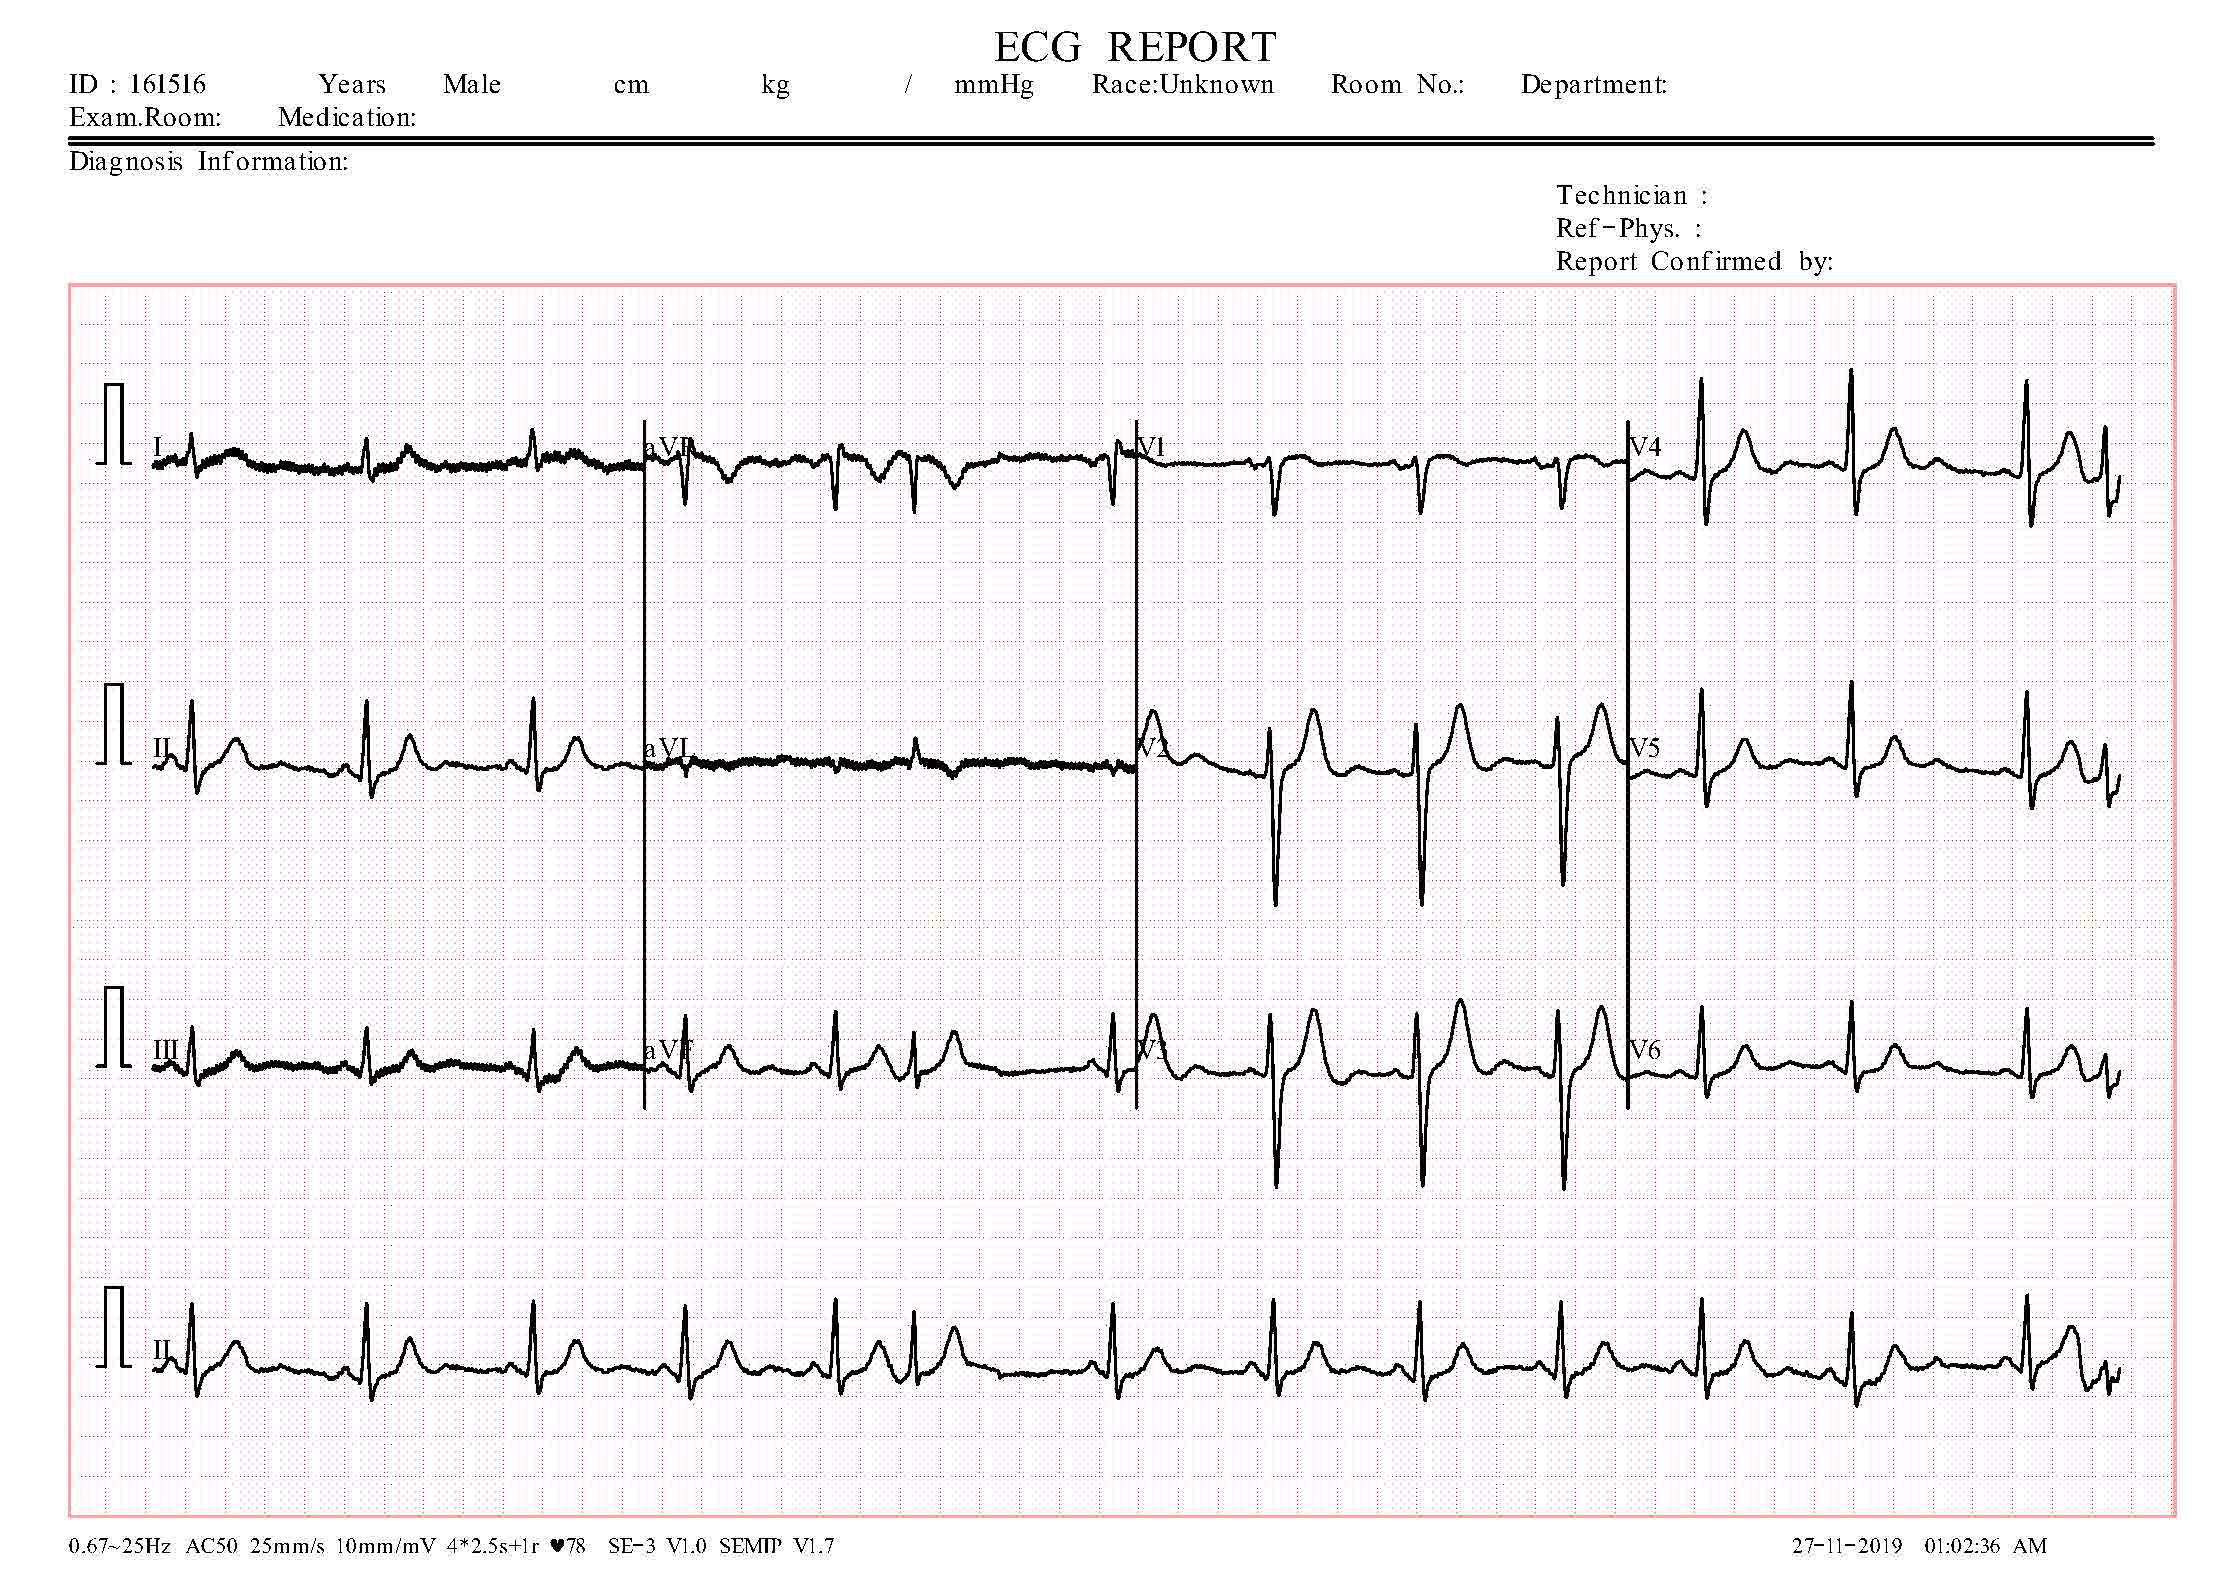 ECG REPORT
ID : 161516 Years Male cm kg / mmHg Race:Unknown Room No.: Department:
Exam.Room: Medication:
Diagnosis Information:
Technician :
Ref-Phys. :
Report Confirmed by:
I aVR V1 V4
II aVL V2 V5
III aVF V3 V6
II
0.67~25Hz AC50 25mm/s 10mm/mV 4*2.5s+1r ♥78 SE-3 V1.0 SEMIP V1.7
27-11-2019 01:02:36 AM